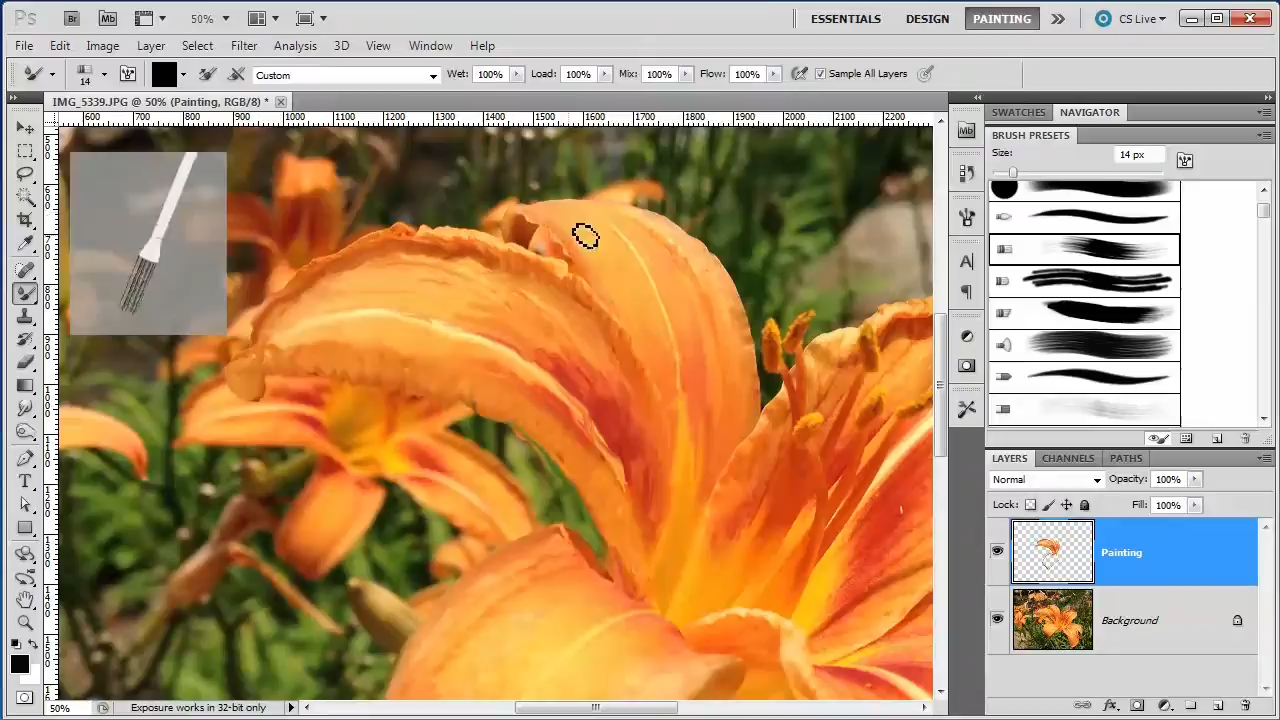 Ps Br Mb 50% ESSENTIALS DESIGN PAINTING CS Live
File Edit Image Layer Select Filter Analysis 3D View Window Help
14 Custom Wet: 100% Load: 100% Mix: 100% Flow: 100% Sample All Layers
IMG_5339.JPG @ 50% (Painting, RGB/8) *
SWATCHES NAVIGATOR
600 700 800 900 1000 1100 1200 1300 1400 1500 1600 1700 1800 1900 2000 2100 2200
Mb
BRUSH PRESETS
Size: 14 px
LAYERS CHANNELS PATHS
Normal Opacity: 100%
Lock: Fill: 100%
Painting
Background
50% Exposure works in 32-bit only